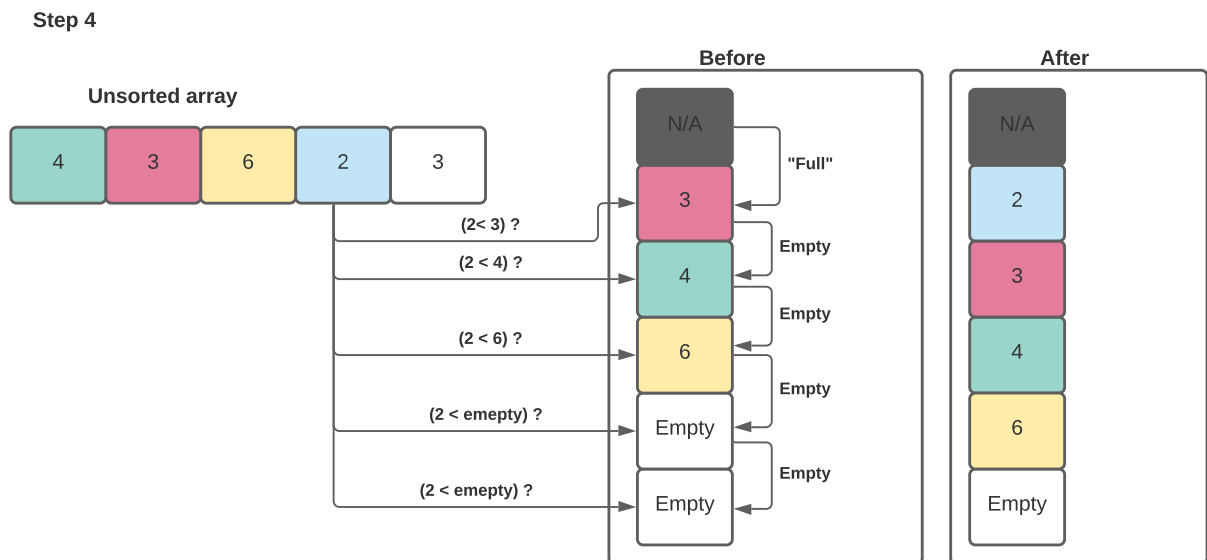 Step 4
Before
After
Unsorted array
4 3 6 2 3
N/A
"Full"
N/A
(2< 3) ?
3
Empty
2
(2 < 4) ?
4
Empty
3
(2 < 6) ?
6
Empty
4
(2 < emepty) ?
Empty
Empty
6
(2 < emepty) ?
Empty
Empty